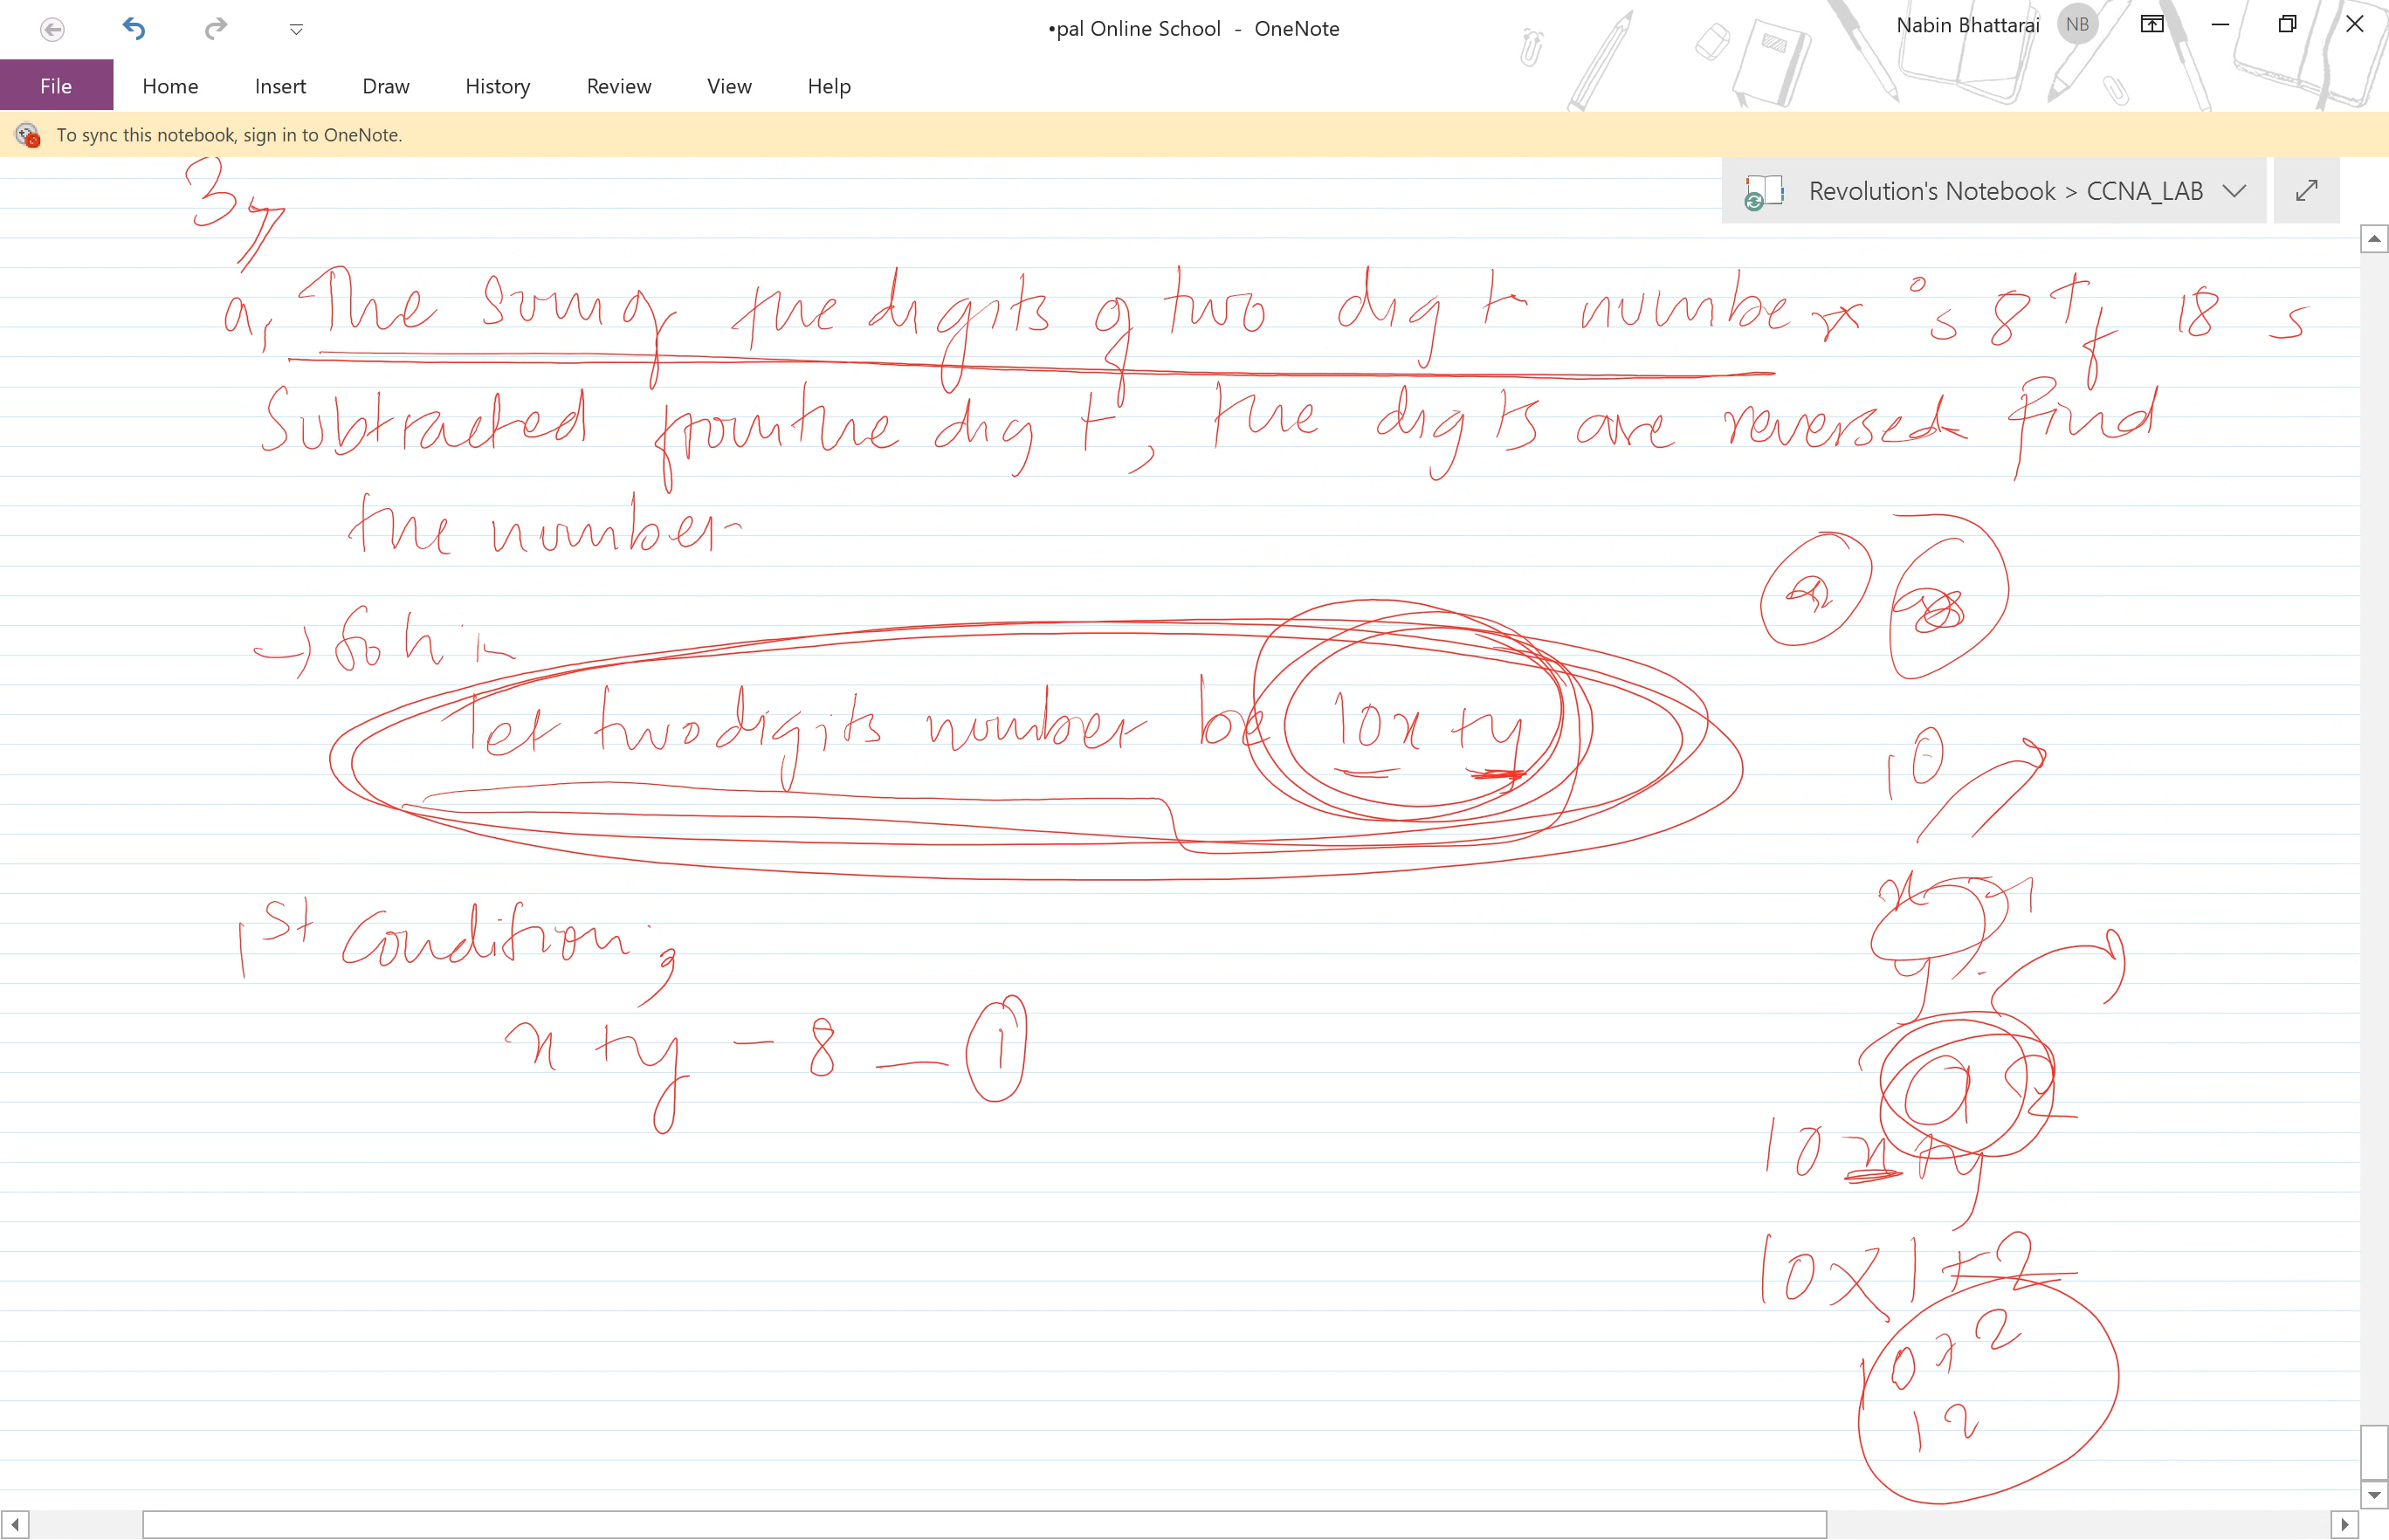 •pal Online School - OneNote
Nabin Bhattarai NB
File Home Insert Draw History Review View Help
To sync this notebook, sign in to OneNote.
Revolution's Notebook > CCNA_LAB
3,
a, The sum of the digits of two digit number is 8 If 18 s
Subtracted from the digit, the digits are reversed Find
the number
→ Soln
Let two digits number be 10x + y
10
x 1
y
1st Condition;
x + y = 8 — 1
1 2
10x + y
10 x 1 + 2
10 + 2
12